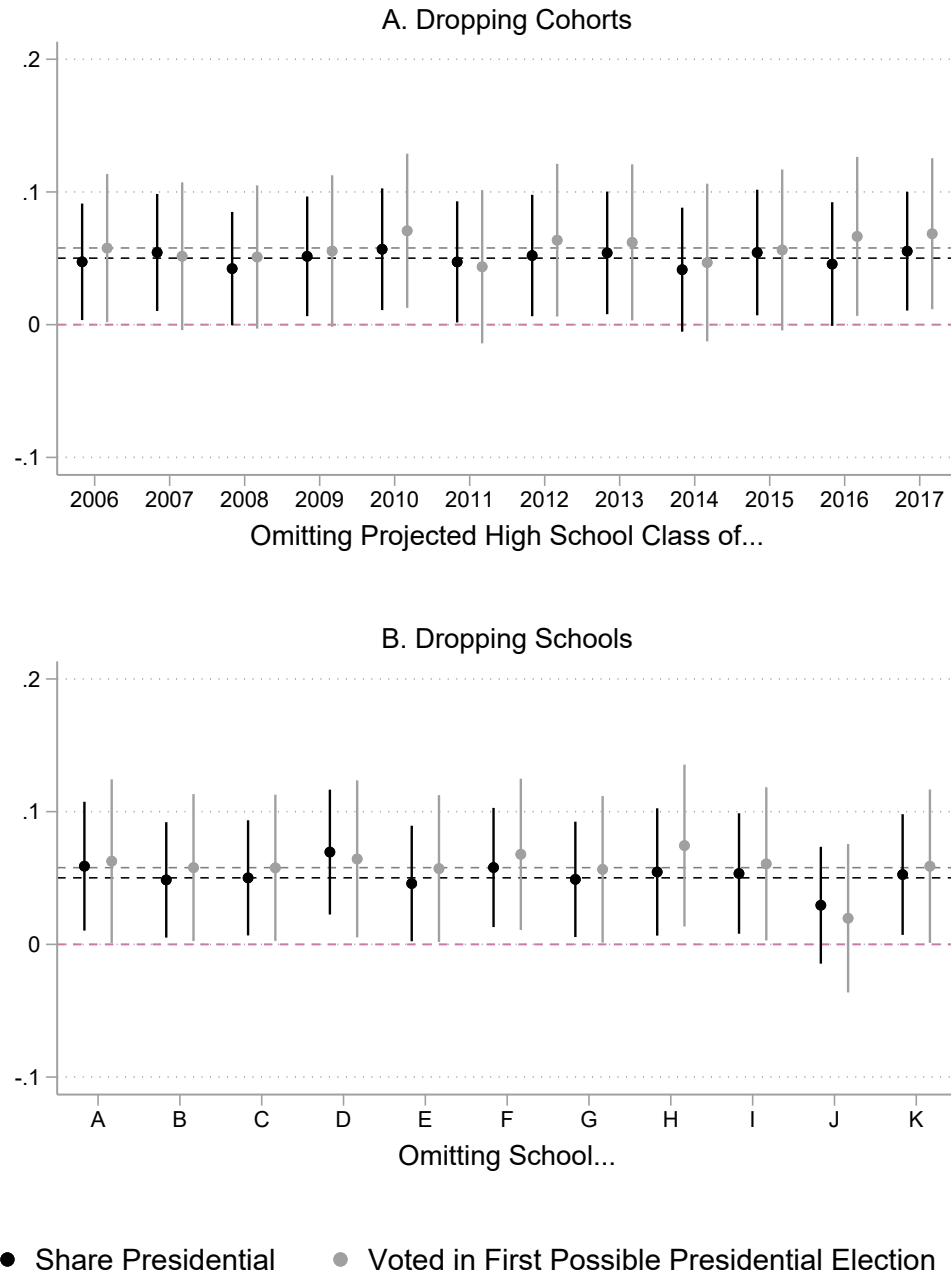 A. Dropping Cohorts
.2
.1
0
-.1
2006 2007 2008 2009 2010 2011 2012 2013 2014 2015 2016 2017
Omitting Projected High School Class of...
B. Dropping Schools
.2
.1
0
-.1
A B C D E F G H I J K
Omitting School...
Share Presidential Voted in First Possible Presidential Election